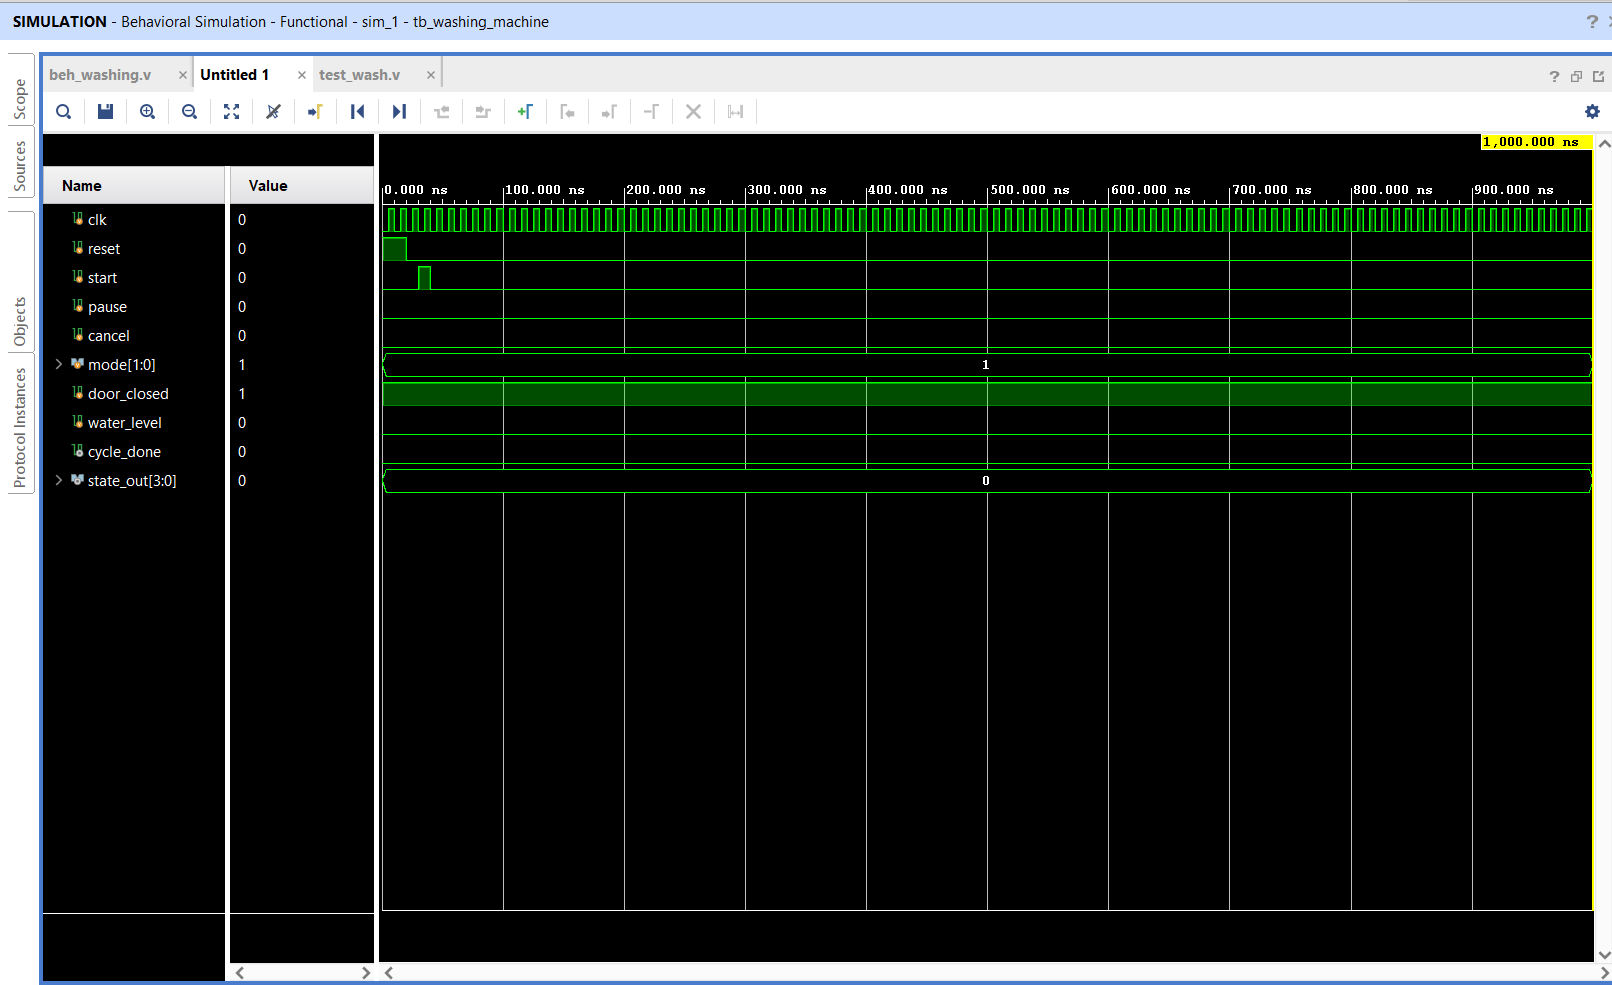 SIMULATION - Behavioral Simulation - Functional - sim_1 - tb_washing_machine
?
Scope
Sources
Objects
Protocol Instances
beh_washing.v × Untitled 1 × test_wash.v ×
?
1,000.000 ns
Name Value
0.000 ns 100.000 ns 200.000 ns 300.000 ns 400.000 ns 500.000 ns 600.000 ns 700.000 ns 800.000 ns 900.000 ns
clk 0
reset 0
start 0
pause 0
cancel 0
mode[1:0] 1 1
door_closed 1
water_level 0
cycle_done 0
state_out[3:0] 0 0